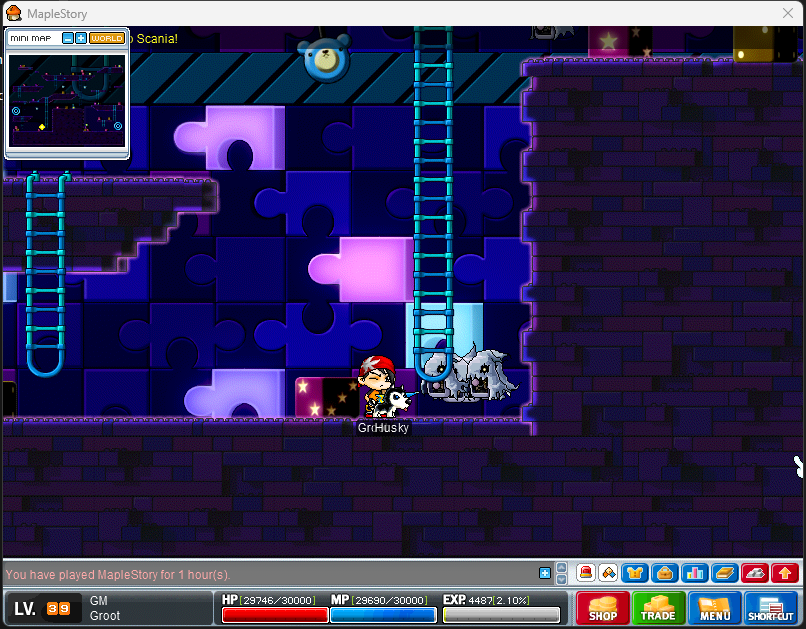 MapleStory
MINI MAP WORLD
o Scania!
GrHusky
You have played MapleStory for 1 hour(s).
LV. 39
GM
Groot
HP[29746/30000] MP[29690/30000] EXP.4487[2.10%]
SHOP TRADE MENU SHORTCUT